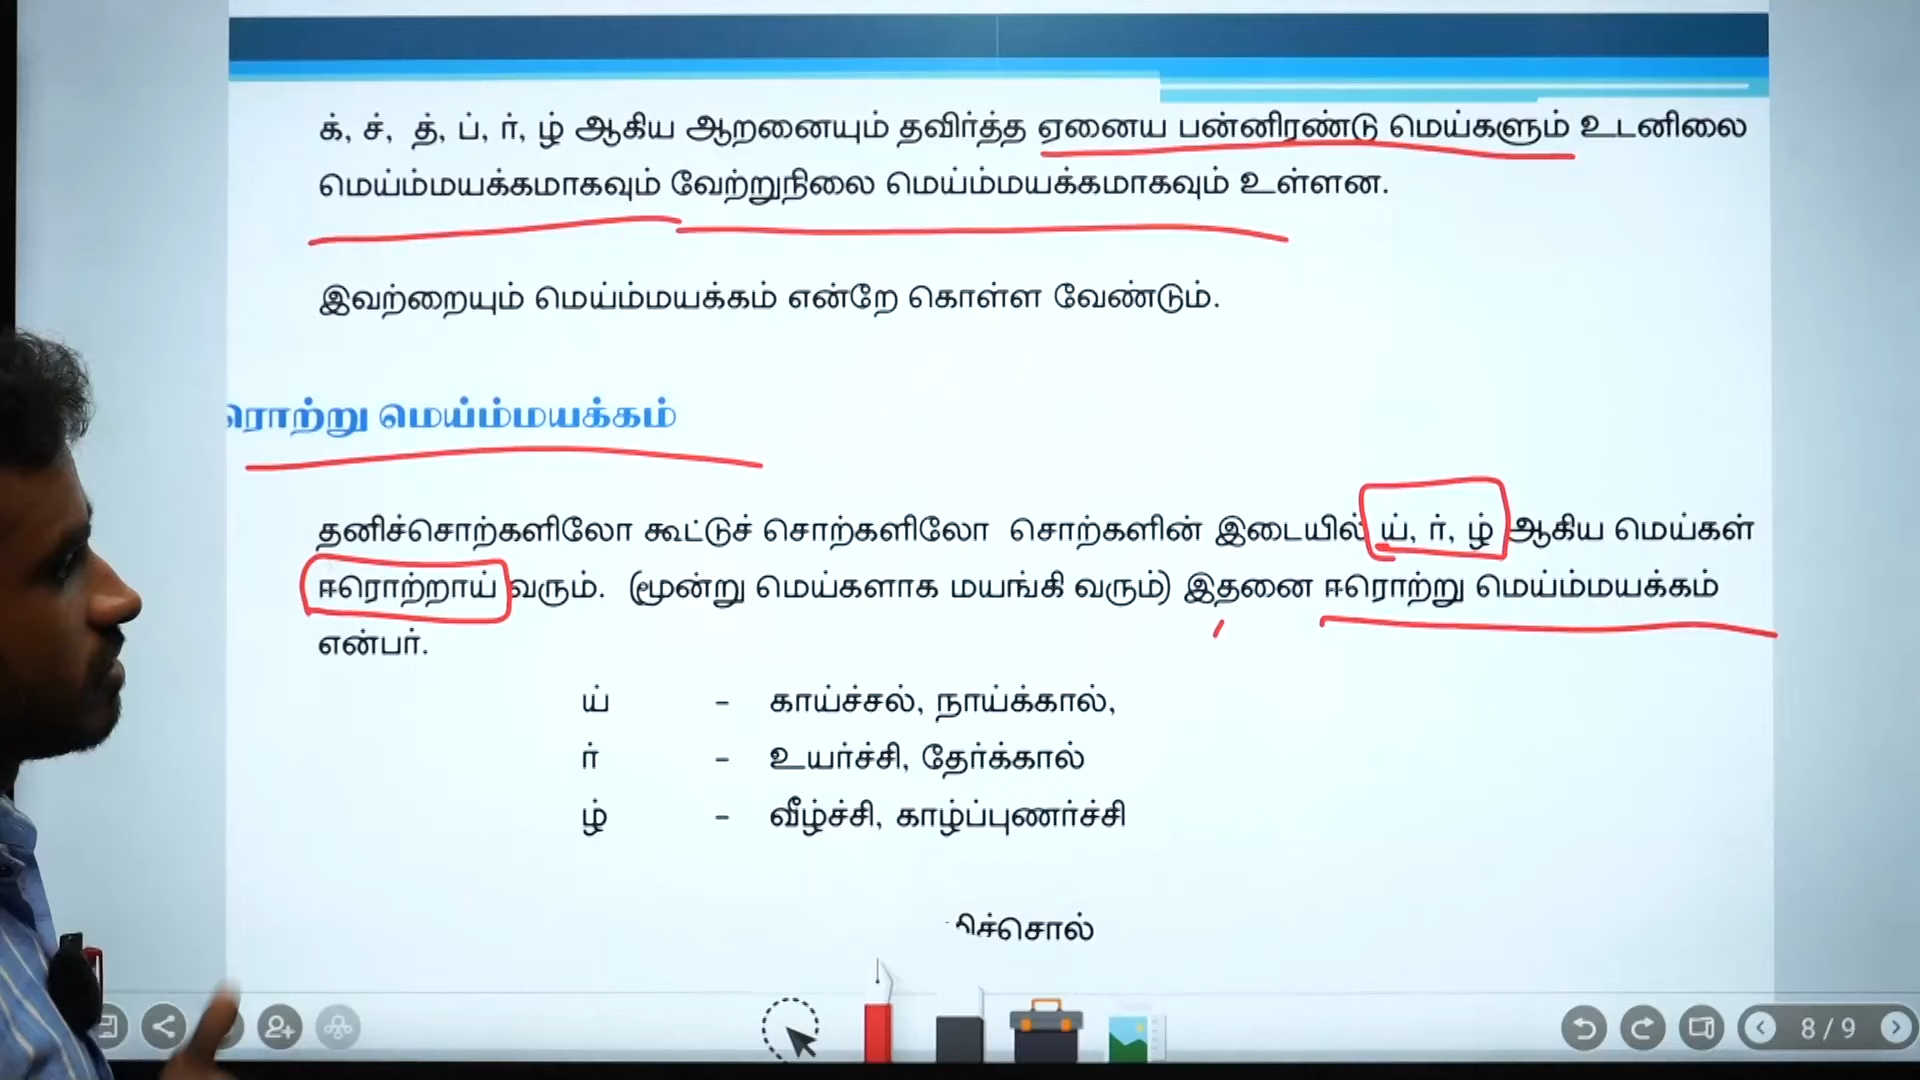 க், ச், த், ப், ர், ழ் ஆகிய ஆறனையும் தவிர்த்த ஏனைய பன்னிரண்டு மெய்களும் உடனிலை
மெய்ம்மயக்கமாகவும் வேற்றுநிலை மெய்ம்மயக்கமாகவும் உள்ளன.
இவற்றையும் மெய்ம்மயக்கம் என்றே கொள்ள வேண்டும்.
மெய்ம்மயக்கம்
தனிச்சொற்களிலோ கூட்டுச் சொற்களிலோ சொற்களின் இடையில் ய், ர், ழ் ஆகிய மெய்கள்
ஈரொற்றாய் வரும். (மூன்று மெய்களாக மயங்கி வரும்) இதனை ஈரொற்று மெய்ம்மயக்கம்
என்பர்.
ய் - காய்ச்சல், நாய்க்கால்,
ர் - உயர்ச்சி, தேர்க்கால்
ழ் - வீழ்ச்சி, காழ்ப்புணர்ச்சி
8 / 9